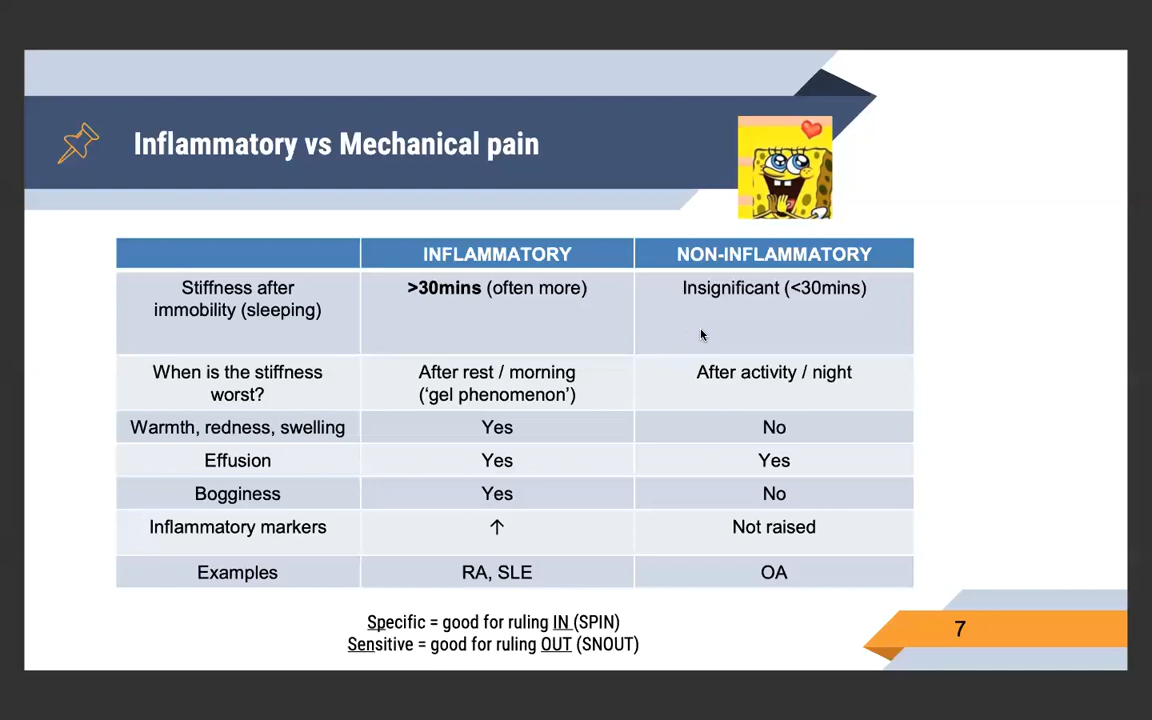 Inflammatory vs Mechanical pain
INFLAMMATORY NON-INFLAMMATORY
Stiffness after immobility (sleeping) >30mins (often more) Insignificant (<30mins)
When is the stiffness worst? After rest / morning (‘gel phenomenon’) After activity / night
Warmth, redness, swelling Yes No
Effusion Yes Yes
Bogginess Yes No
Inflammatory markers ↑ Not raised
Examples RA, SLE OA
Specific = good for ruling IN (SPIN)
Sensitive = good for ruling OUT (SNOUT)
7